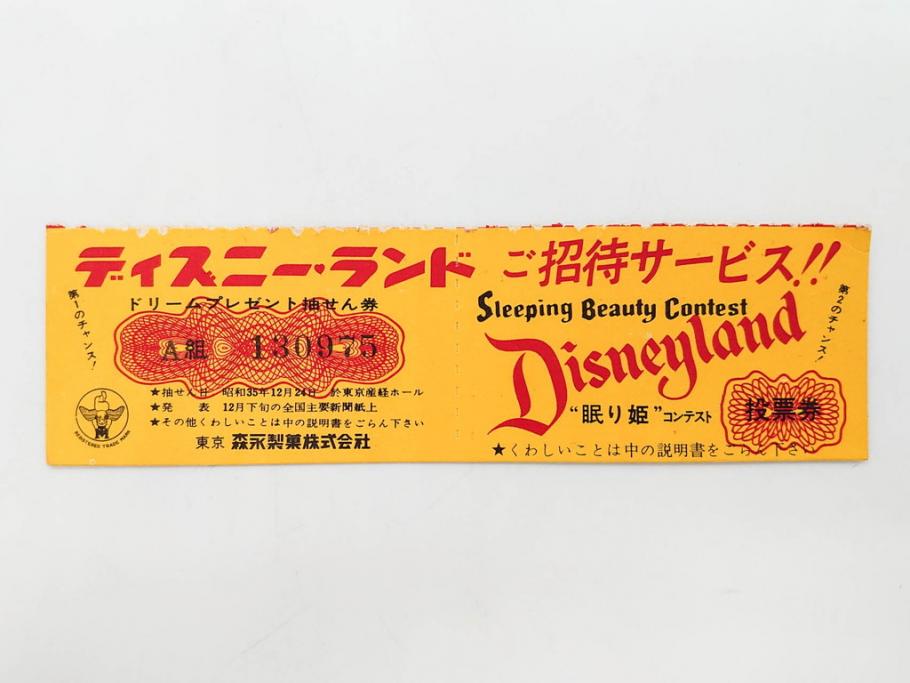 ディズニー・ランド ご招待サービス!!
第1のチャンス!
ドリームプレゼント抽せん券
A組 130975
★抽せん日 昭和35年12月24日 於東京産経ホール
★発 表 12月下旬の全国主要新聞紙上
★その他くわしいことは中の説明書をごらん下さい
REGISTERED TRADE MARK
東京 森永製菓株式会社
Sleeping Beauty Contest
Disneyland
第2のチャンス!
"眠り姫"コンテスト
投票券
★くわしいことは中の説明書をごらん下さい